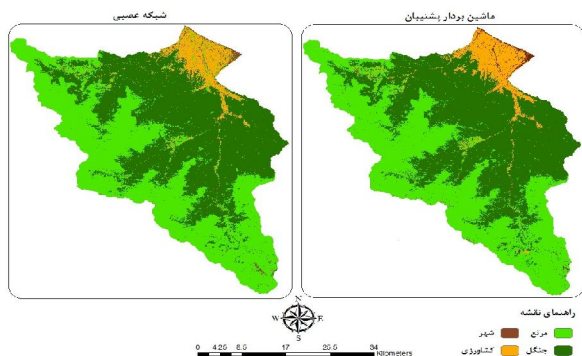 ماشین بردار پشتیبان
شبکه عصبی
N
W E
S
0 4.25 8.5 17 25.5 34
Kilometers
راهنمای نقشه
مرتع شهر
جنگل کشاورزی